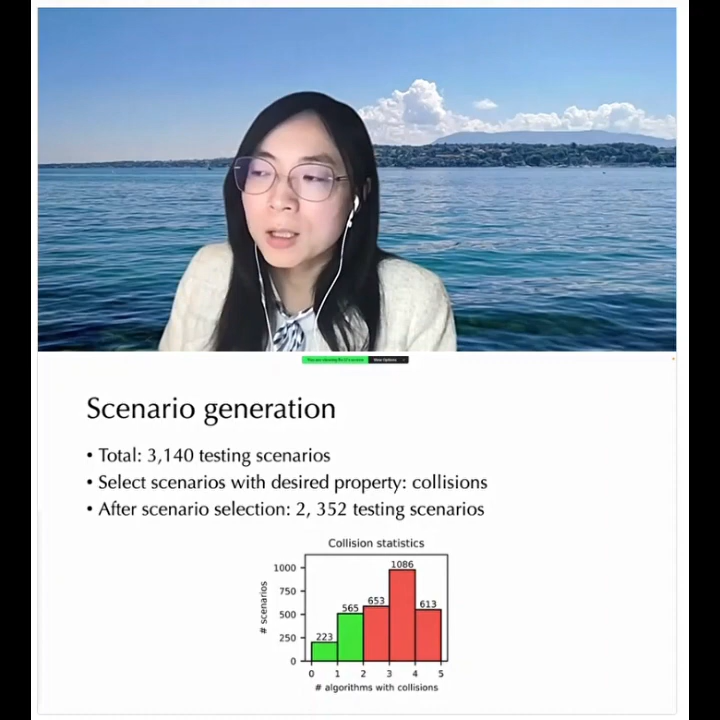 Scenario generation
• Total: 3,140 testing scenarios
• Select scenarios with desired property: collisions
• After scenario selection: 2, 352 testing scenarios
Collision statistics
# scenarios
1000
750
500
250
0
223
565
653
1086
613
0 1 2 3 4 5
# algorithms with collisions